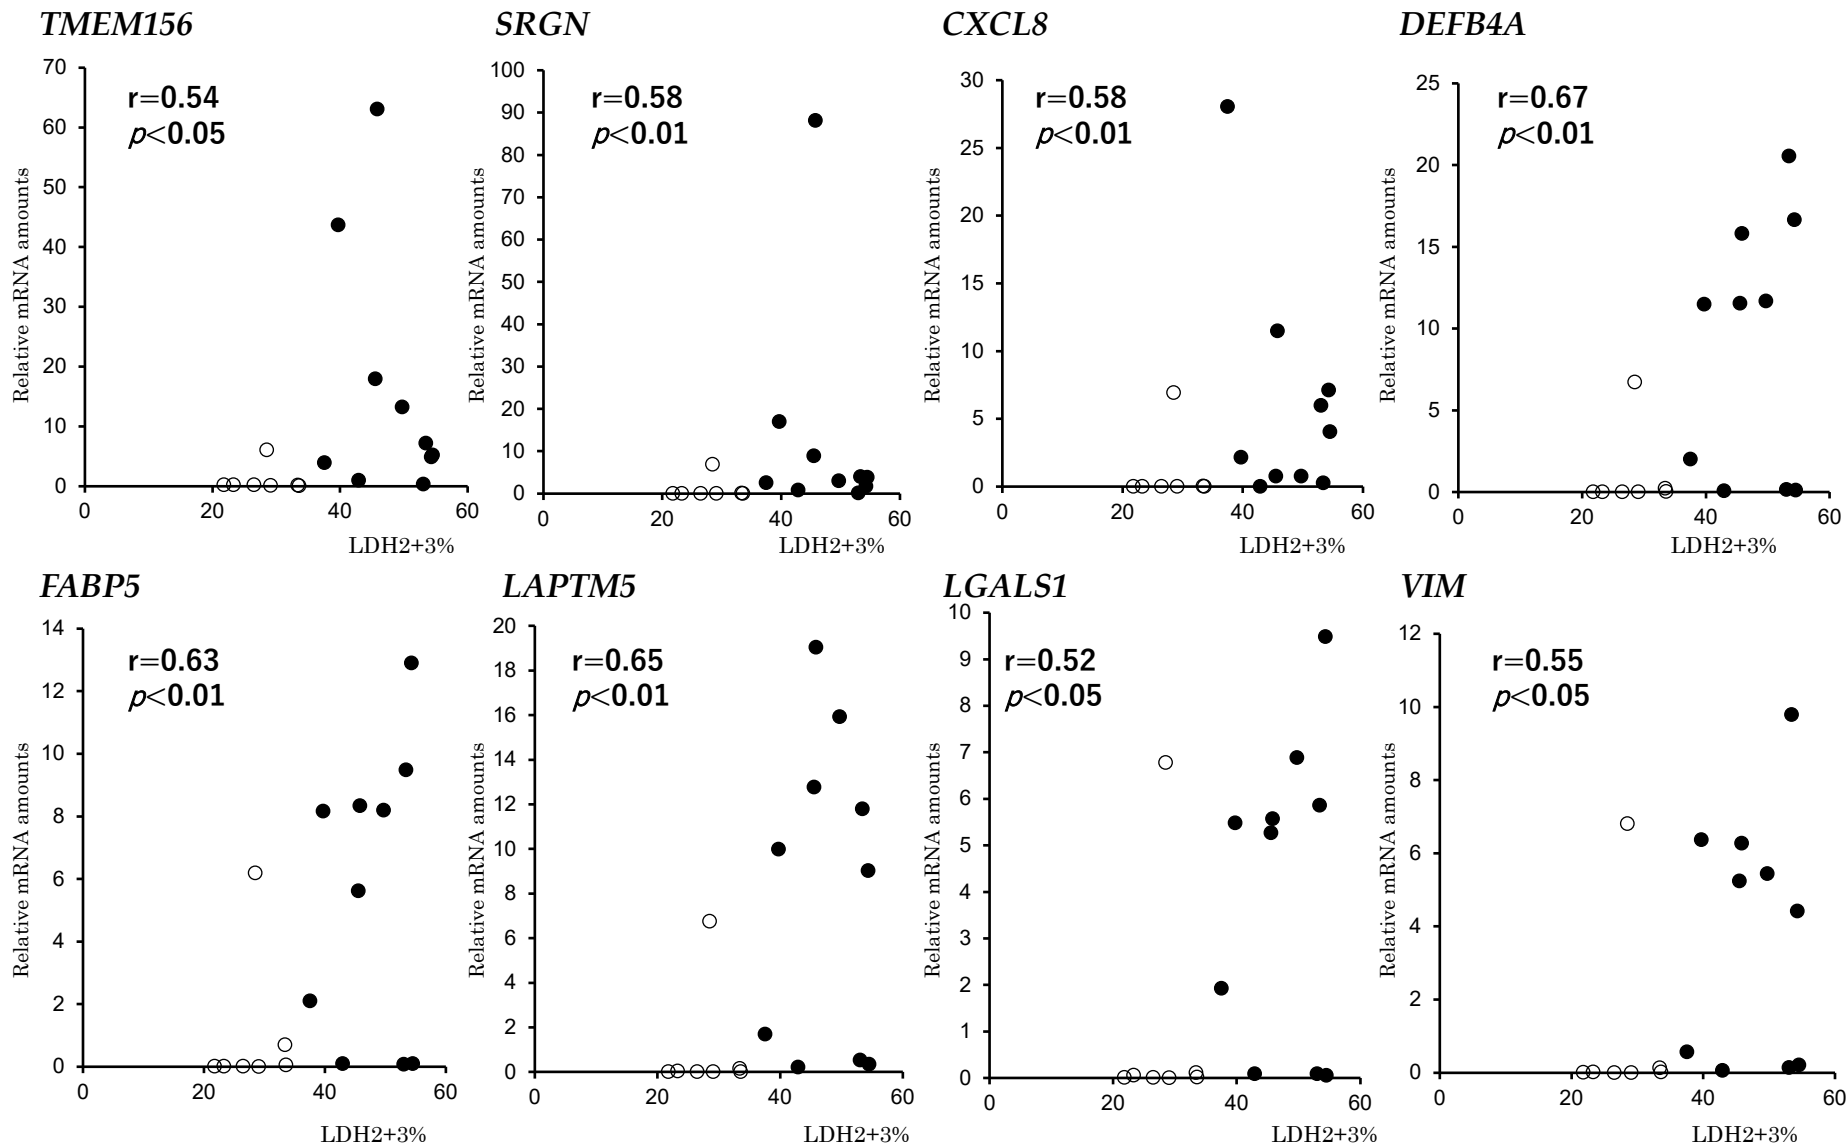 TMEM156
r=0.54
p<0.05
Relative mRNA amounts
70
60
50
40
30
20
10
0
0 20 40 60
LDH2+3%
SRGN
r=0.58
p<0.01
Relative mRNA amounts
100
90
80
70
60
50
40
30
20
10
0
0 20 40 60
LDH2+3%
CXCL8
r=0.58
p<0.01
Relative mRNA amounts
30
25
20
15
10
5
0
0 20 40 60
LDH2+3%
DEFB4A
r=0.67
p<0.01
Relative mRNA amounts
25
20
15
10
5
0
0 20 40 60
LDH2+3%
FABP5
r=0.63
p<0.01
Relative mRNA amounts
14
12
10
8
6
4
2
0
0 20 40 60
LDH2+3%
LAPTM5
r=0.65
p<0.01
Relative mRNA amounts
20
18
16
14
12
10
8
6
4
2
0
0 20 40 60
LDH2+3%
LGALS1
r=0.52
p<0.05
Relative mRNA amounts
10
9
8
7
6
5
4
3
2
1
0
0 20 40 60
LDH2+3%
VIM
r=0.55
p<0.05
Relative mRNA amounts
12
10
8
6
4
2
0
0 20 40 60
LDH2+3%